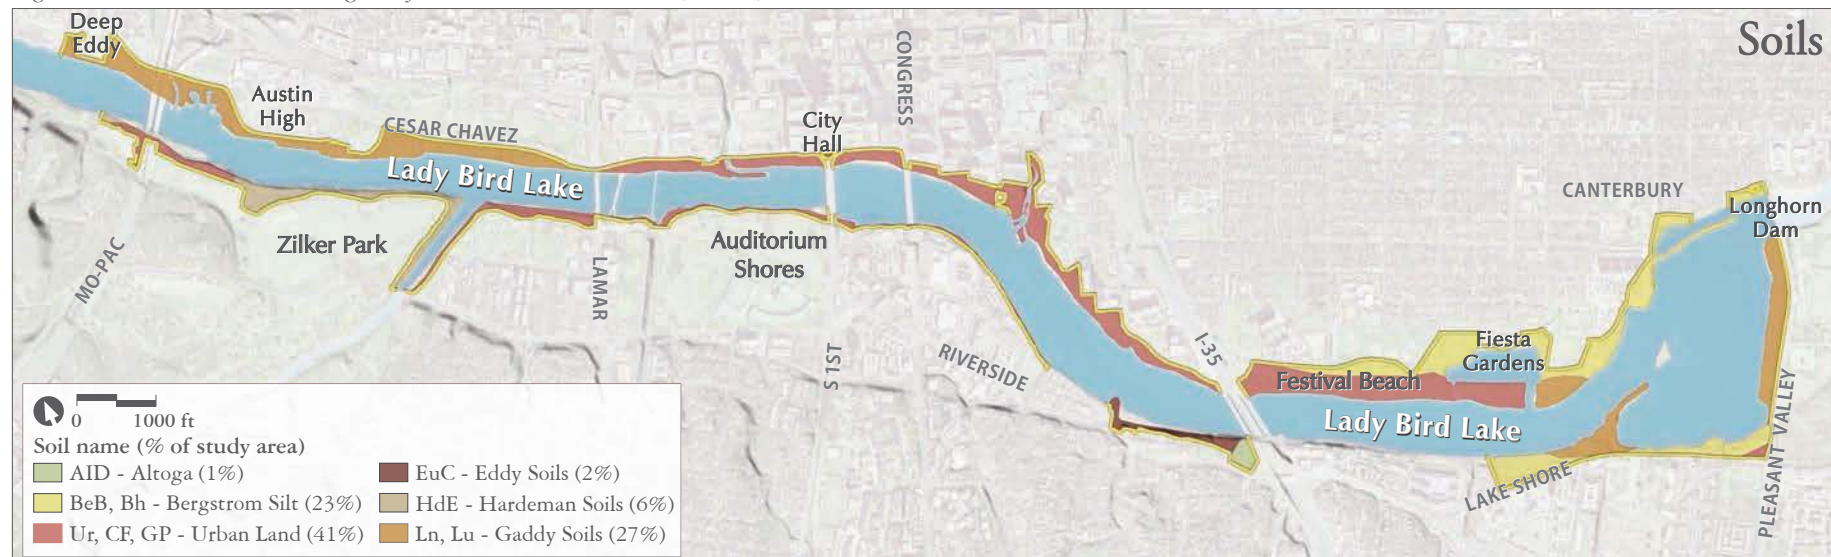 Deep
Eddy
Soils
Austin
High
CESAR CHAVEZ
City
Hall
CONGRESS
Lady Bird Lake
CANTERBURY
Longhorn
Dam
Zilker Park
Auditorium
Shores
MO-PAC
LAMAR
S 1ST
RIVERSIDE
I-35
Fiesta
Gardens
Festival Beach
Lady Bird Lake
LAKE SHORE
PLEASANT VALLEY
0 1000 ft
Soil name (% of study area)
AID - Altoga (1%)
BeB, Bh - Bergstrom Silt (23%)
Ur, CF, GP - Urban Land (41%)
EuC - Eddy Soils (2%)
HdE - Hardeman Soils (6%)
Ln, Lu - Gaddy Soils (27%)